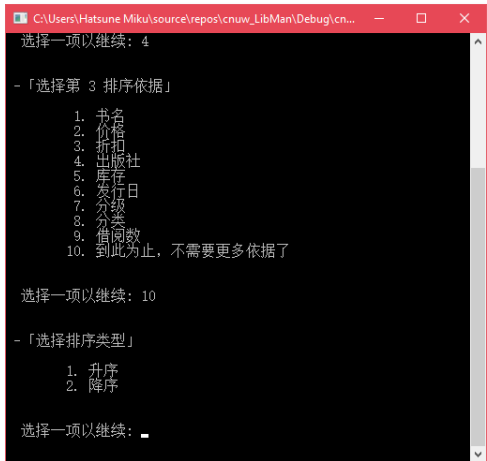 C:\Users\Hatsune Miku\source\repos\cnuw_LibMan\Debug\cn...
选择一项以继续: 4
-「选择第 3 排序依据」
1. 书名
2. 价格
3. 折扣
4. 出版社
5. 库存
6. 发行日
7. 分级
8. 分类
9. 借阅数
10. 到此为止，不需要更多依据了
选择一项以继续: 10
-「选择排序类型」
1. 升序
2. 降序
选择一项以继续: